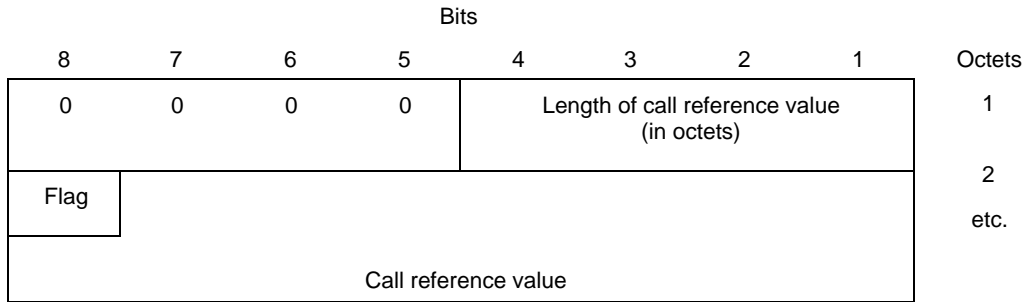 Bits
8 7 6 5 4 3 2 1 Octets
0 0 0 0 Length of call reference value 1
(in octets)
2
Flag
etc.
Call reference value